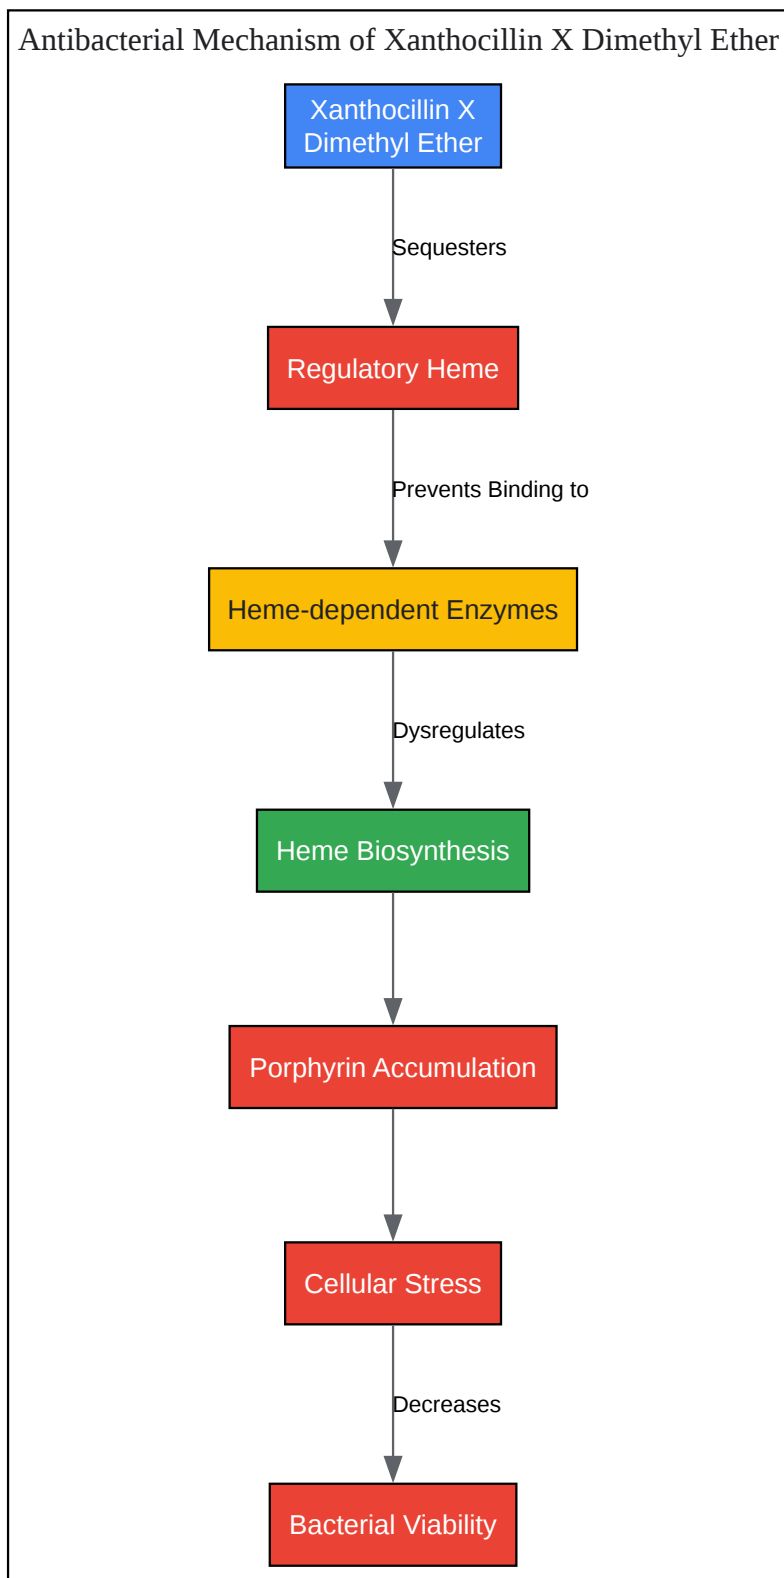 Antibacterial Mechanism of Xanthocillin X Dimethyl Ether
Xanthocillin X
Dimethyl Ether
Sequesters
Regulatory Heme
Prevents Binding to
Heme-dependent Enzymes
Dysregulates
Heme Biosynthesis
Porphyrin Accumulation
Cellular Stress
Decreases
Bacterial Viability